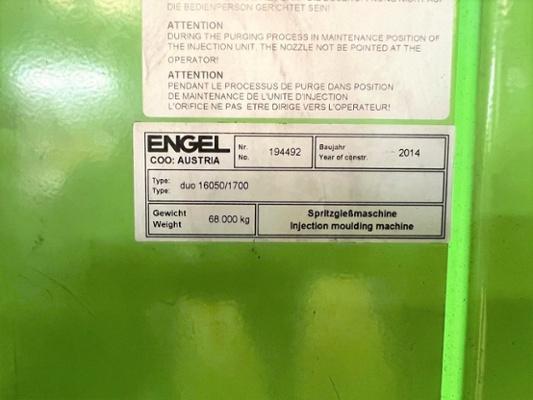 DIE BEDIENPERSON GERICHTET SEIN!
ATTENTION
DURING THE PURGING PROCESS IN MAINTENANCE POSITION OF
THE INJECTION UNIT, THE NOZZLE NOT BE POINTED AT THE
OPERATOR!
ATTENTION
PENDANT LE PROCESSUS DE PURGE DANS POSITION
DE MAINTENANCE DE L'UNITE D'INJECTION
L'ORIFICE NE PAS ETRE DIRIGE VERS L'OPERATEUR!
ENGEL
COO: AUSTRIA
Nr.
No.
194492
Baujahr
Year of constr.
2014
Type:
Type:
duo 16050/1700
Gewicht
Weight
68.000 kg
Spritzgießmaschine
Injection moulding machine